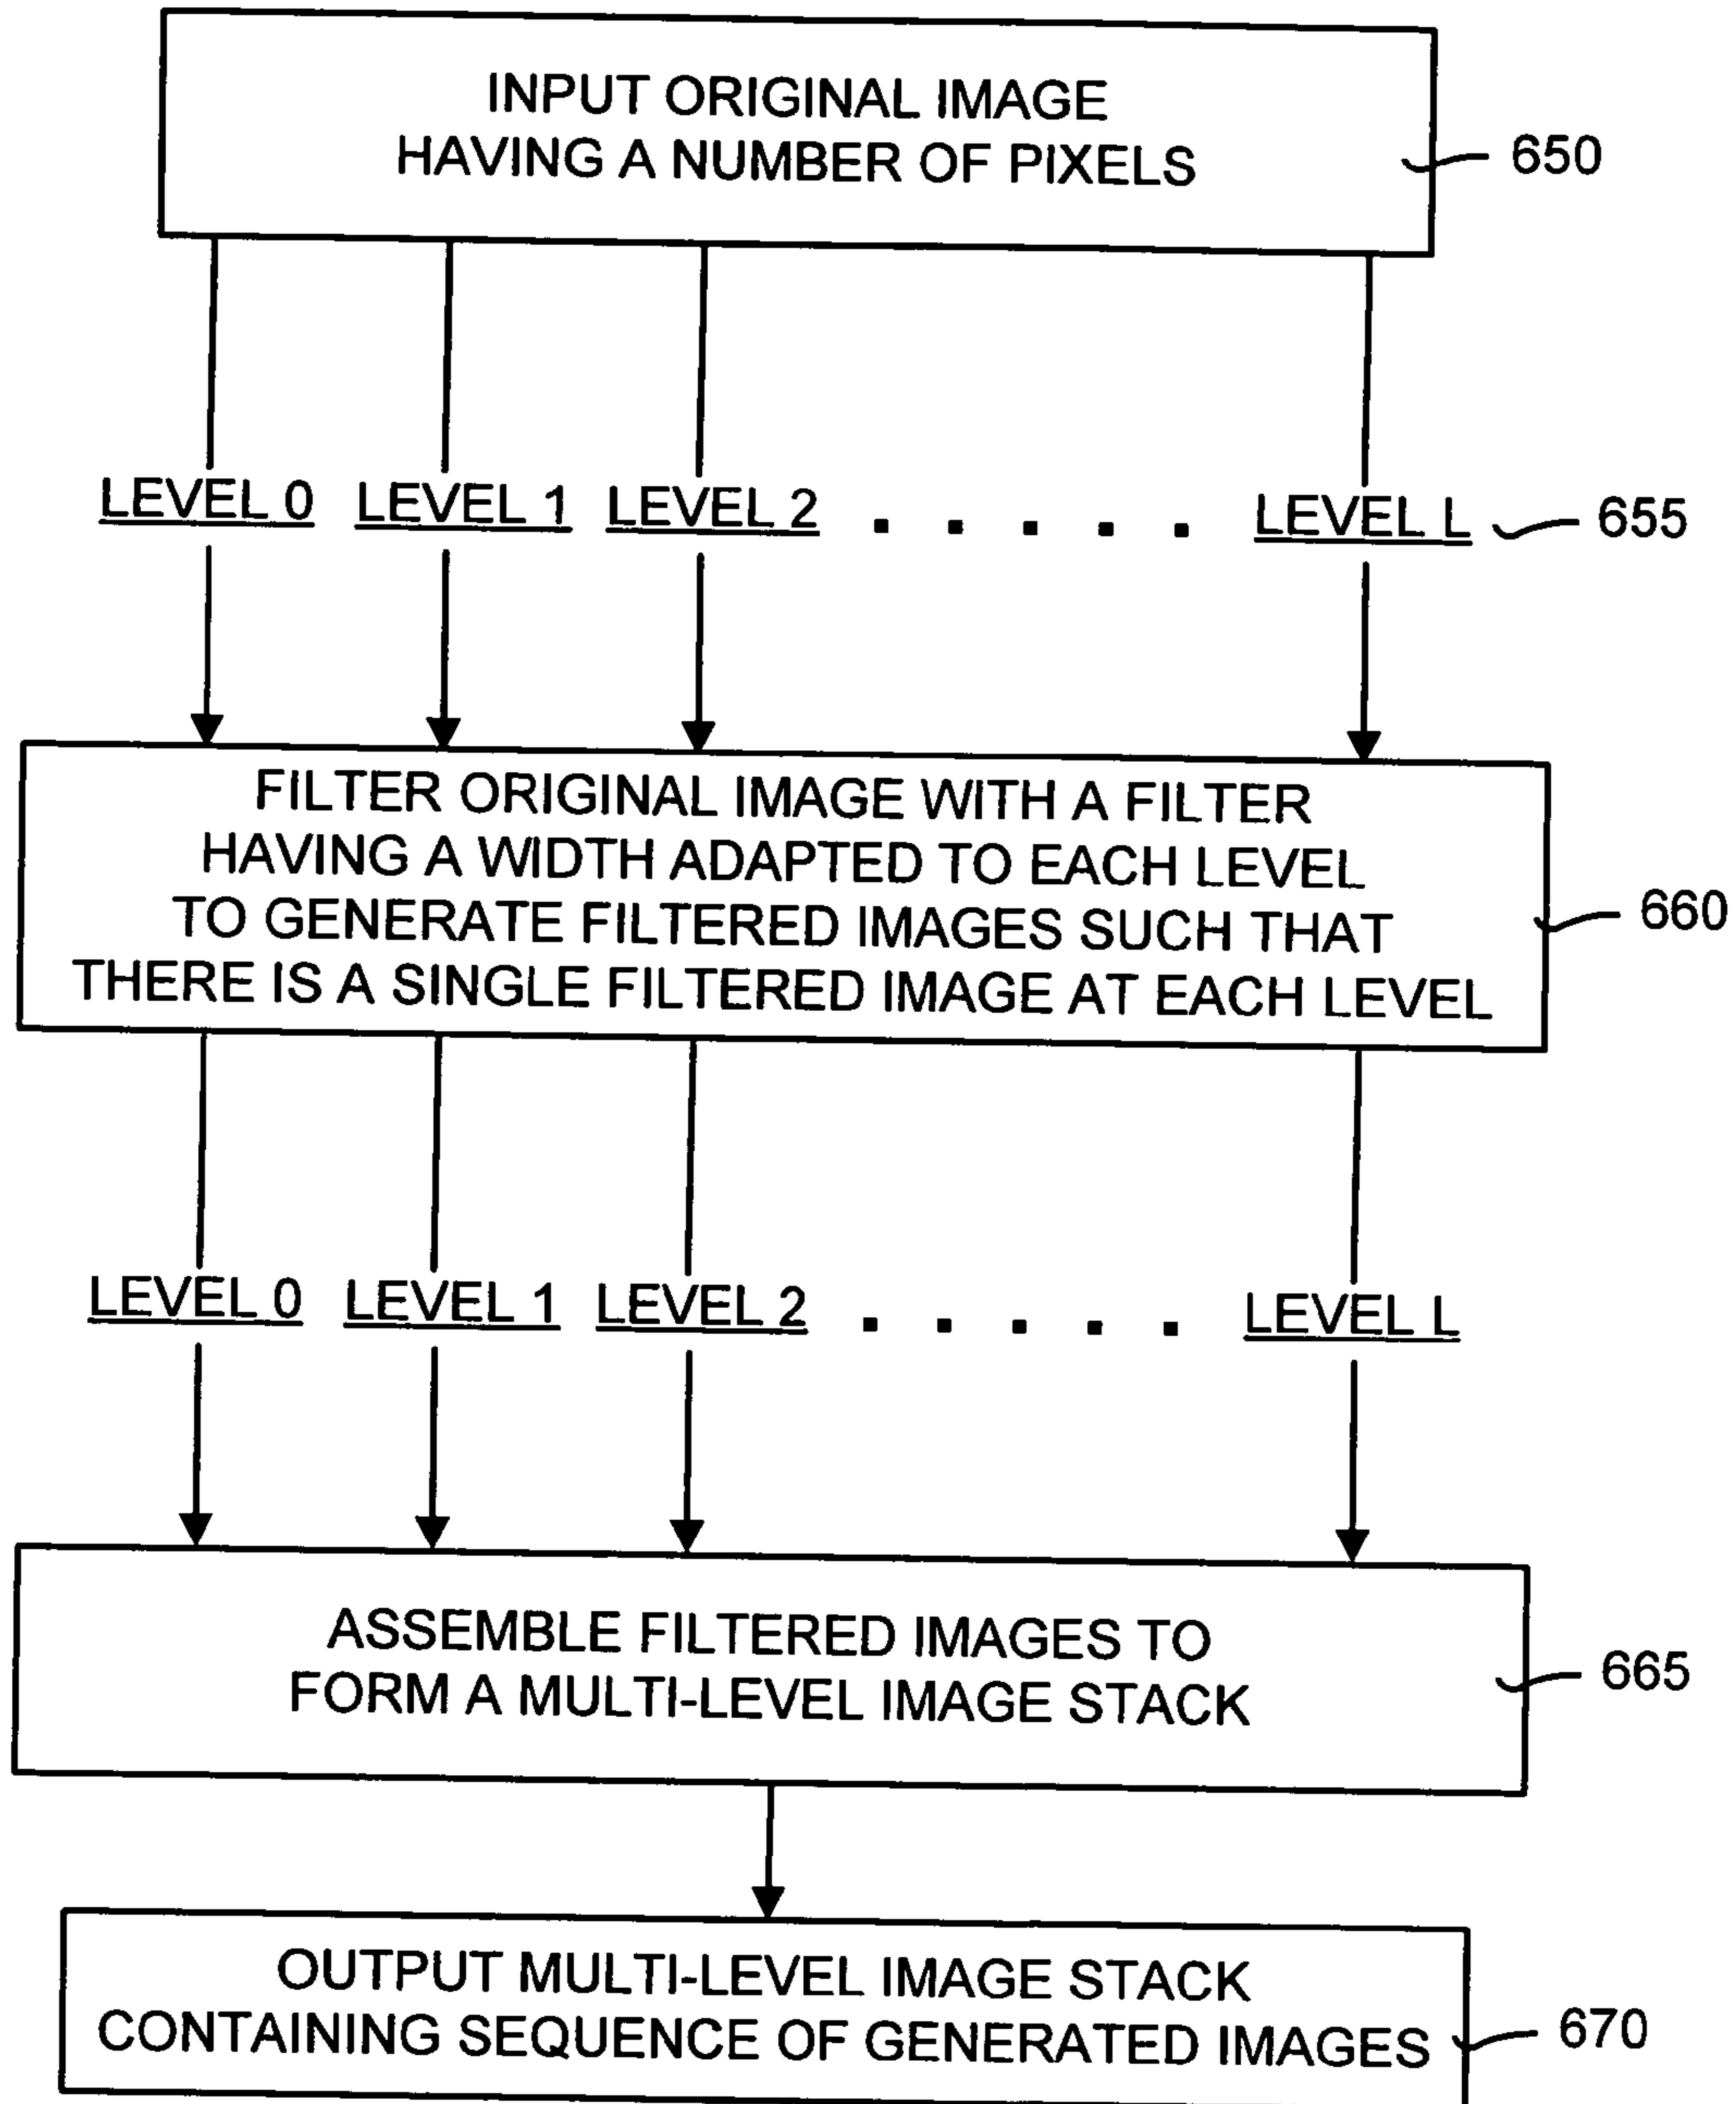 INPUT ORIGINAL IMAGE
HAVING A NUMBER OF PIXELS
650
LEVEL 0 LEVEL 1 LEVEL 2 . . . . . LEVEL L 655
FILTER ORIGINAL IMAGE WITH A FILTER
HAVING A WIDTH ADAPTED TO EACH LEVEL
TO GENERATE FILTERED IMAGES SUCH THAT
THERE IS A SINGLE FILTERED IMAGE AT EACH LEVEL
660
LEVEL 0 LEVEL 1 LEVEL 2 . . . . . LEVEL L
ASSEMBLE FILTERED IMAGES TO
FORM A MULTI-LEVEL IMAGE STACK
665
OUTPUT MULTI-LEVEL IMAGE STACK
CONTAINING SEQUENCE OF GENERATED IMAGES
670